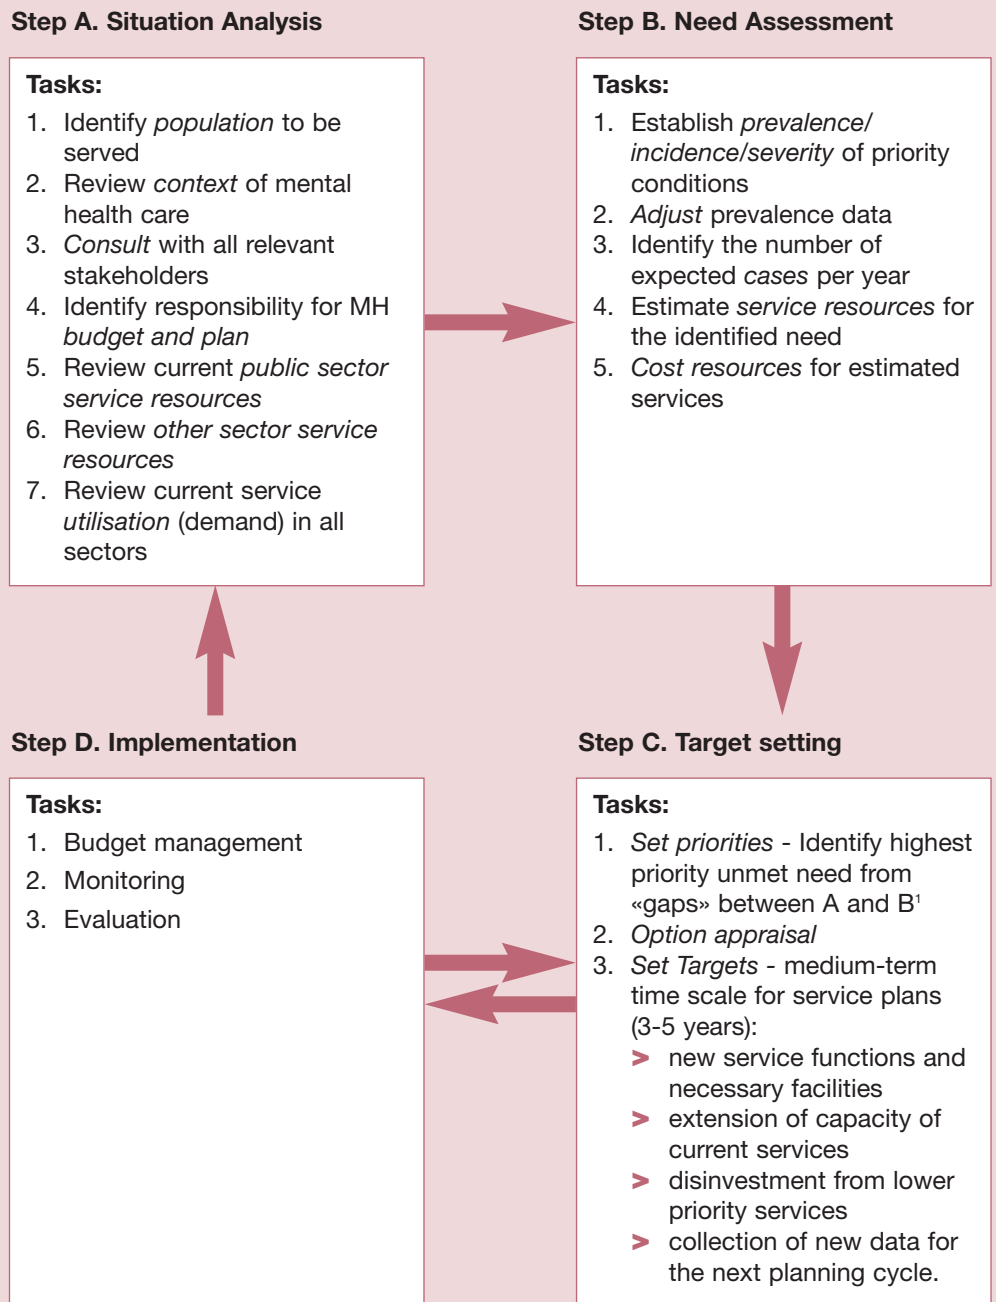 Step A. Situation Analysis
Tasks:
1. Identify population to be
served
2. Review context of mental
health care
3. Consult with all relevant
stakeholders
4. Identify responsibility for MH
budget and plan
5. Review current public sector
service resources
6. Review other sector service
resources
7. Review current service
utilisation (demand) in all
sectors
Step B. Need Assessment
Tasks:
1. Establish prevalence/
incidence/severity of priority
conditions
2. Adjust prevalence data
3. Identify the number of
expected cases per year
4. Estimate service resources for
the identified need
5. Cost resources for estimated
services
Step D. Implementation
Tasks:
1. Budget management
2. Monitoring
3. Evaluation
Step C. Target setting
Tasks:
1. Set priorities - Identify highest
priority unmet need from
«gaps» between A and B¹
2. Option appraisal
3. Set Targets - medium-term
time scale for service plans
(3-5 years):
> new service functions and
necessary facilities
> extension of capacity of
current services
> disinvestment from lower
priority services
> collection of new data for
the next planning cycle.